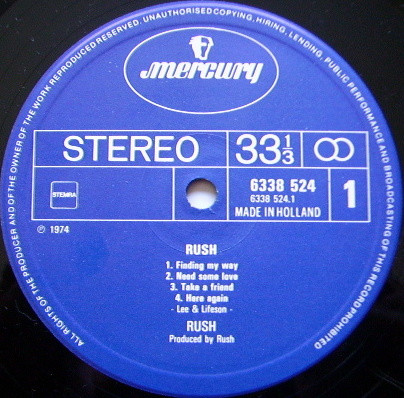 ALL RIGHTS OF THE PRODUCER AND OF THE OWNER OF THE WORK REPRODUCED RESERVED. UNAUTHORISED COPYING, HIRING, LENDING, PUBLIC PERFORMANCE AND BROADCASTING OF THIS RECORD PROHIBITED
mercury
STEREO
33 1/3
STEMRA
6338 524
6338 524.1
MADE IN HOLLAND
1
℗ 1974
RUSH
1. Finding my way
2. Need some love
3. Take a friend
4. Here again
- Lee & Lifeson -
RUSH
Produced by Rush